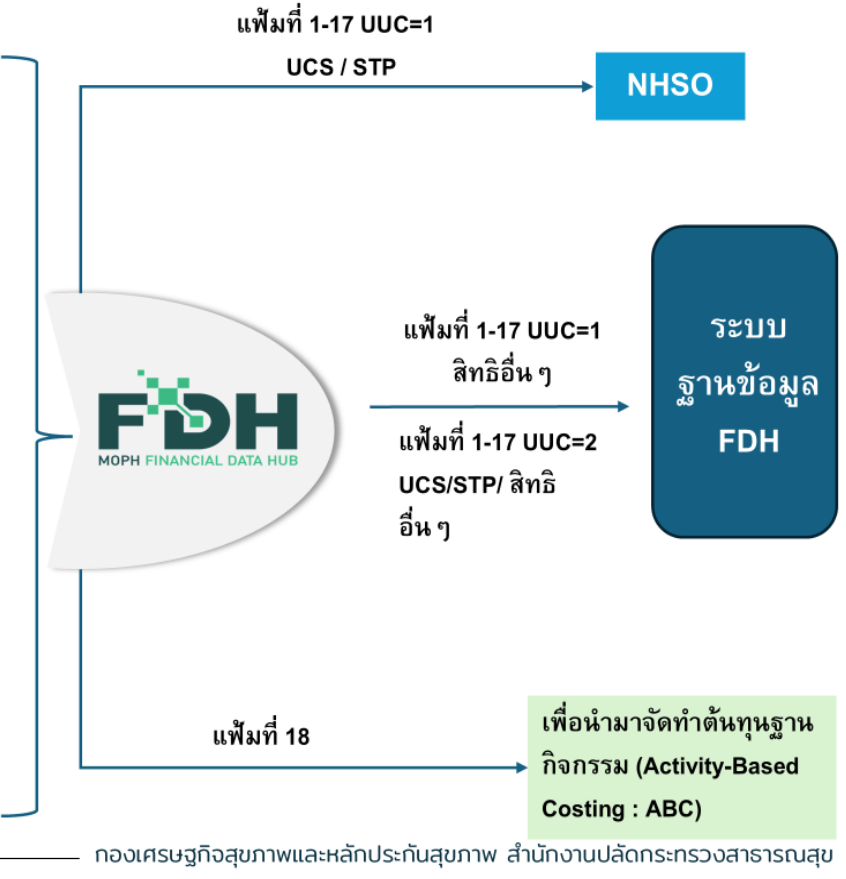 แฟ้มที่ 1-17 UUC=1
UCS / STP
NHSO
แฟ้มที่ 1-17 UUC=1
สิทธิอื่น ๆ
แฟ้มที่ 1-17 UUC=2
UCS/STP/ สิทธิ
อื่น ๆ
ระบบ
ฐานข้อมูล
FDH
FDH
MOPH FINANCIAL DATA HUB
แฟ้มที่ 18
เพื่อนำมาจัดทำต้นทุนฐาน
กิจกรรม (Activity-Based
Costing : ABC)
กองเศรษฐกิจสุขภาพและหลักประกันสุขภาพ สำนักงานปลัดกระทรวงสาธารณสุข